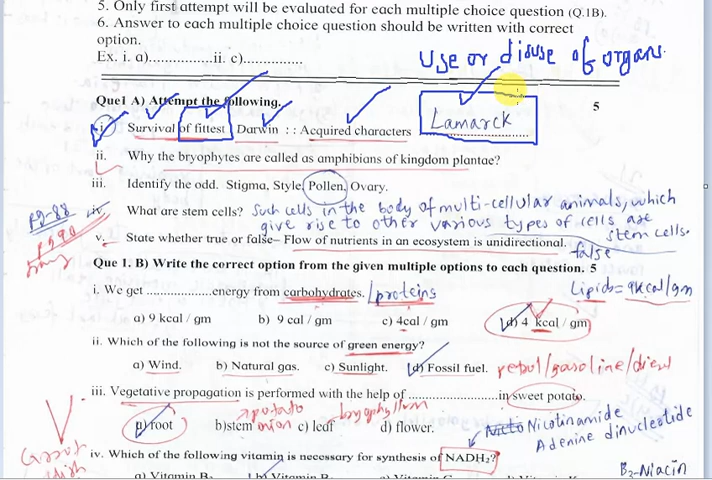 5. Only first attempt will be evaluated for each multiple choice question (Q.1B).
6. Answer to each multiple choice question should be written with correct
option.
Ex. i. a)...............ii. c)..............
use or disuse of organs.
Que1 A) Attempt the following. 5
i. Survival of fittest : Darwin : : Acquired characters Lamarck
ii. Why the bryophytes are called as amphibians of kingdom plantae?
iii. Identify the odd. Stigma, Style, Pollen, Ovary.
iv. What are stem cells? Such cells in the body of multi-cellular animals, which
give rise to other various types of cells are
stem cells.
v. State whether true or false– Flow of nutrients in an ecosystem is unidirectional.
false
Que 1. B) Write the correct option from the given multiple options to each question. 5
i. We get ...................energy from carbohydrates. /proteins Lipids = 9Kcal/gm
a) 9 kcal / gm b) 9 cal / gm c) 4cal / gm d) 4 kcal / gm
ii. Which of the following is not the source of green energy?
a) Wind. b) Natural gas. c) Sunlight. d) Fossil fuel. petrol/gasoline/diesel
iii. Vegetative propagation is performed with the help of ........................in sweet potato.
potato bryophyllum
a) root b)stem onion c) leaf d) flower.
Nicotinamide
Adenine dinucleotide
iv. Which of the following vitamin is necessary for synthesis of NADH₂?
B₃-Niacin
a) Vitamin B₂